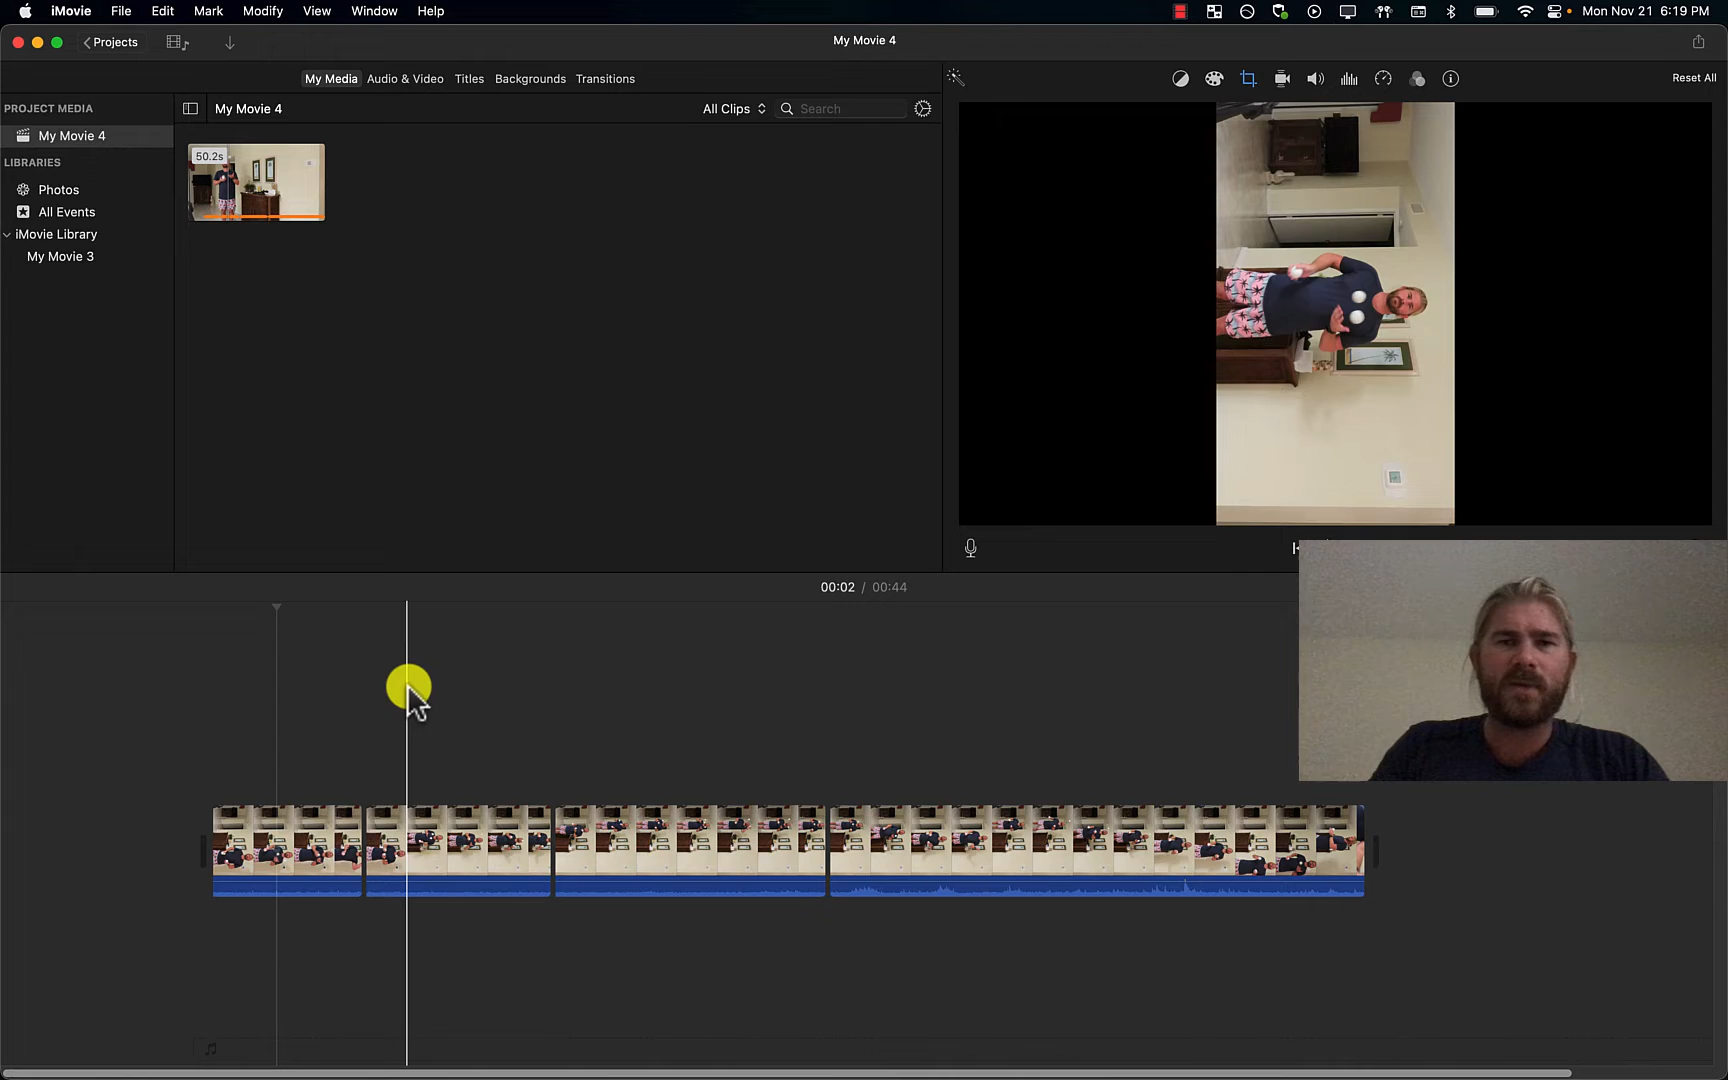 iMovie File Edit Mark Modify View Window Help Mon Nov 21 6:19 PM
Projects My Movie 4
My Media Audio & Video Titles Backgrounds Transitions Reset All
PROJECT MEDIA My Movie 4 All Clips Search
My Movie 4
LIBRARIES 50.2s
Photos
All Events
iMovie Library
My Movie 3
00:02 / 00:44